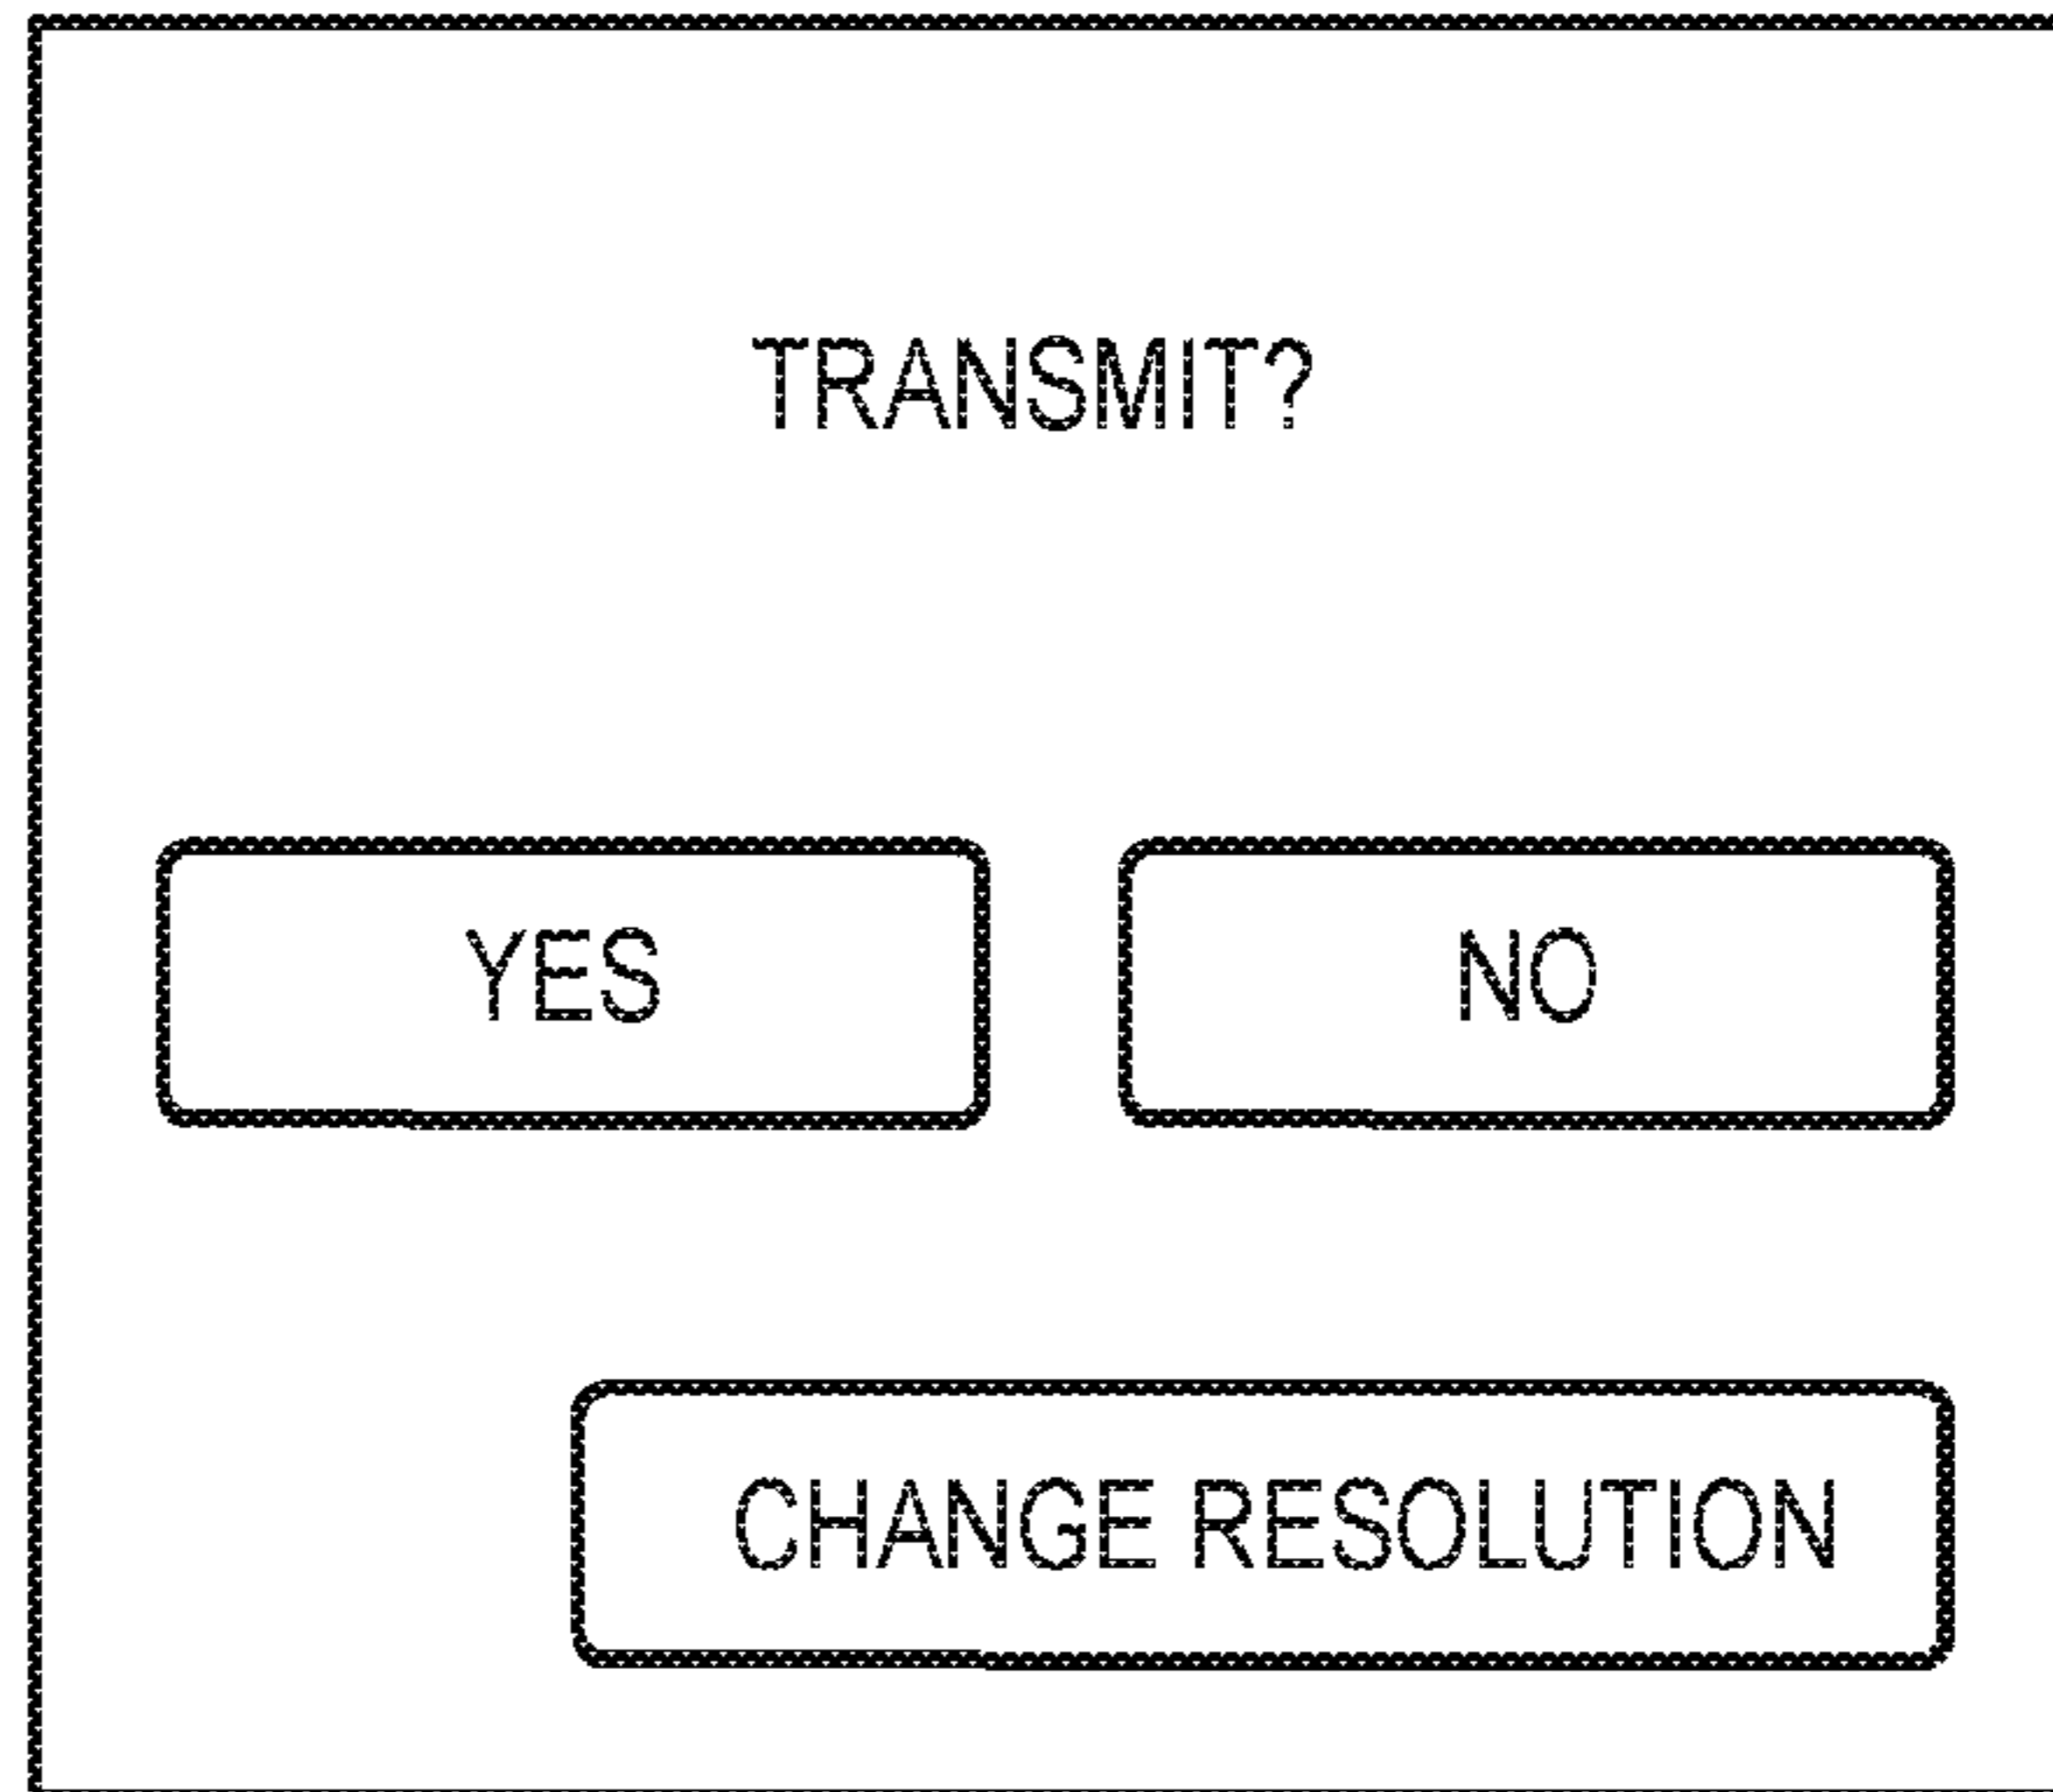 TRANSMIT?
YES NO
CHANGE RESOLUTION